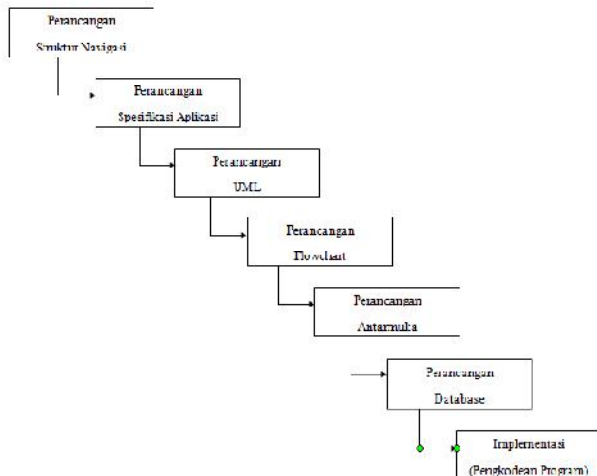 Perancangan
Struktur Navigasi
Perancangan
Spesifikasi Aplikasi
Perancangan
UML
Perancangan
Flowchart
Perancangan
Antarmuka
Perancangan
Database
Implementasi
(Pengkodean Program)